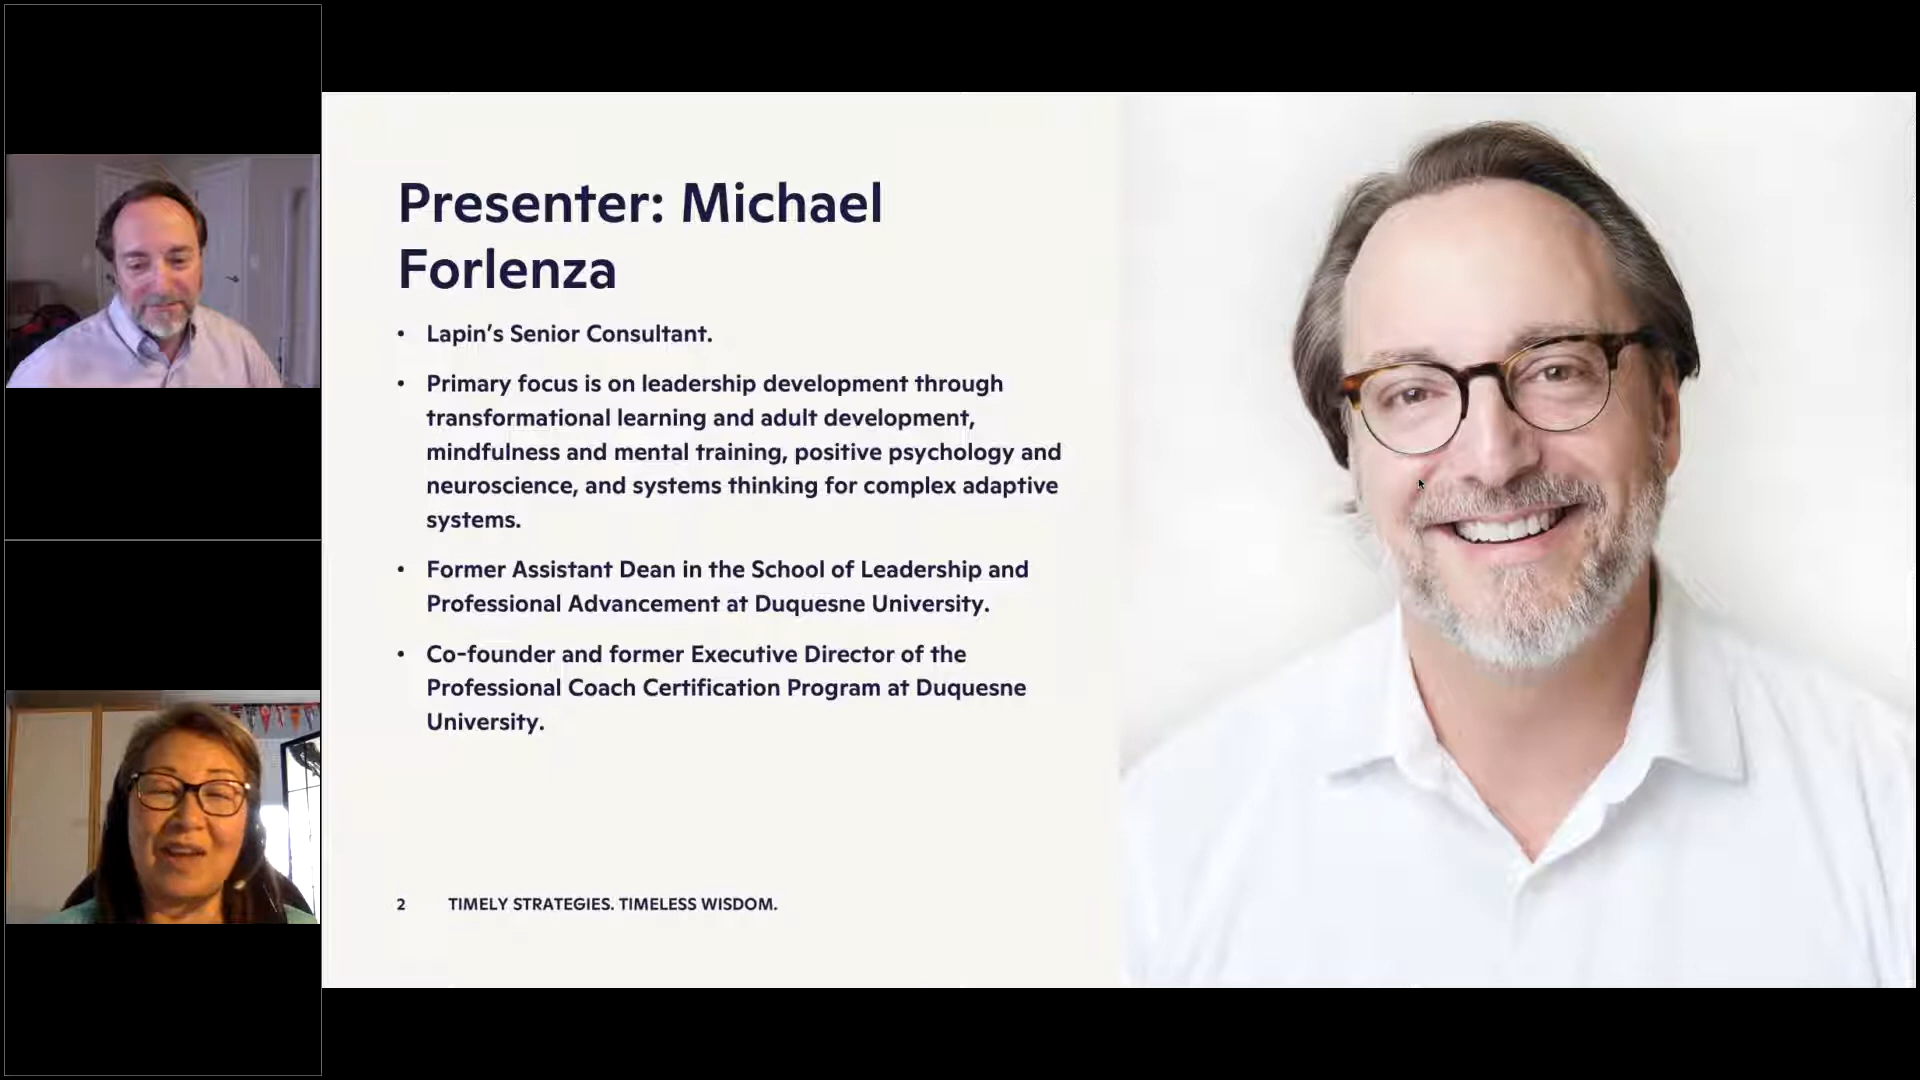 Presenter: Michael
Forlenza
• Lapin’s Senior Consultant.
• Primary focus is on leadership development through
transformational learning and adult development,
mindfulness and mental training, positive psychology and
neuroscience, and systems thinking for complex adaptive
systems.
• Former Assistant Dean in the School of Leadership and
Professional Advancement at Duquesne University.
• Co-founder and former Executive Director of the
Professional Coach Certification Program at Duquesne
University.
2 TIMELY STRATEGIES. TIMELESS WISDOM.